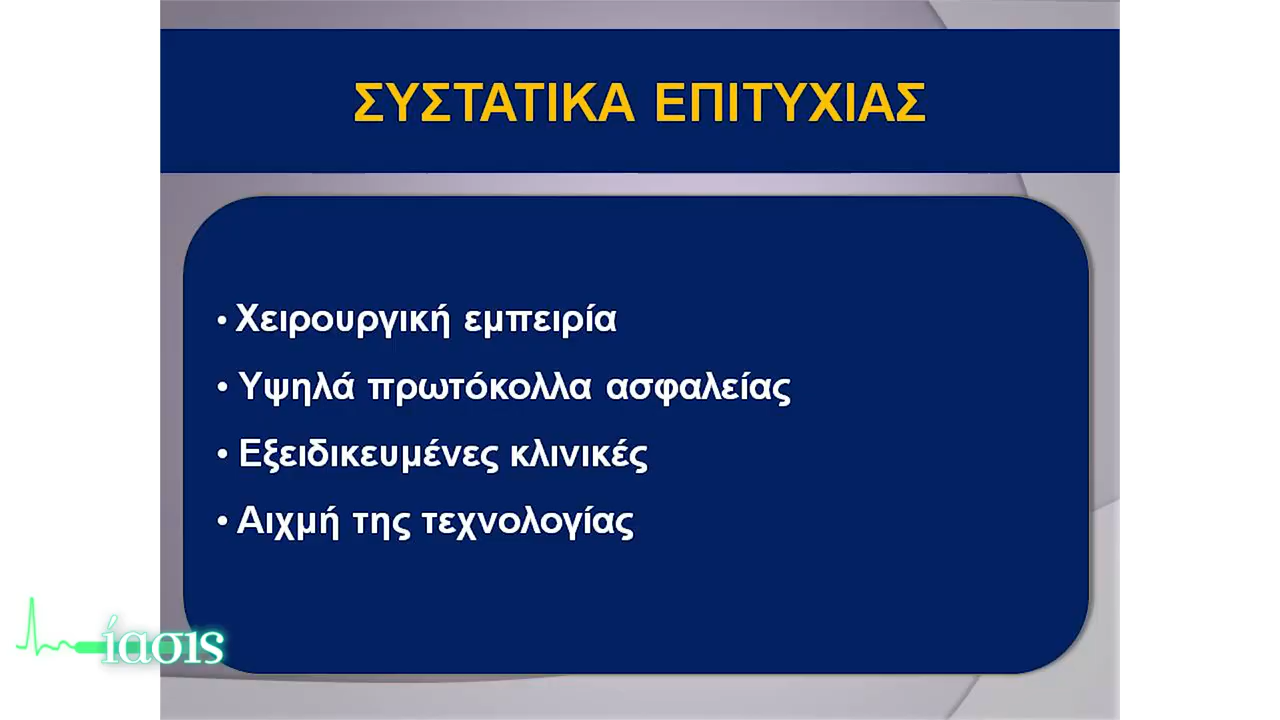 ΣΥΣΤΑΤΙΚΑ ΕΠΙΤΥΧΙΑΣ
• Χειρουργική εμπειρία
• Υψηλά πρωτόκολλα ασφαλείας
• Εξειδικευμένες κλινικές
• Αιχμή της τεχνολογίας
ίασις